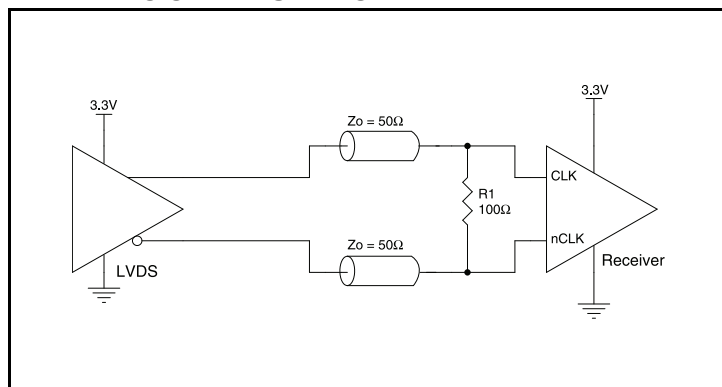 3.3V
3.3V
Zo = 50Ω
CLK
R1
100Ω
nCLK
Zo = 50Ω
LVDS
Receiver